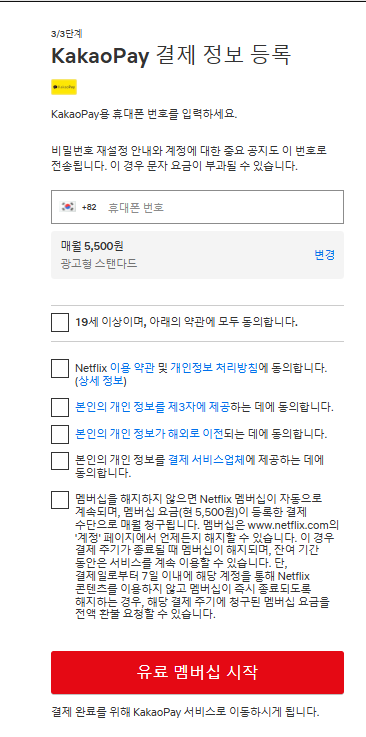 3/3단계
KakaoPay 결제 정보 등록
KakaoPay
KakaoPay용 휴대폰 번호를 입력하세요.
비밀번호 재설정 안내와 계정에 대한 중요 공지도 이 번호로
전송됩니다. 이 경우 문자 요금이 부과될 수 있습니다.
+82 휴대폰 번호
매월 5,500원
광고형 스탠다드
변경
19세 이상이며, 아래의 약관에 모두 동의합니다.
Netflix 이용 약관 및 개인정보 처리방침에 동의합니다.
(상세 정보)
본인의 개인 정보를 제3자에 제공하는 데에 동의합니다.
본인의 개인 정보가 해외로 이전되는 데에 동의합니다.
본인의 개인 정보를 결제 서비스업체에 제공하는 데에
동의합니다.
멤버십을 해지하지 않으면 Netflix 멤버십이 자동으로
계속되며, 멤버십 요금(현 5,500원)이 등록한 결제
수단으로 매월 청구됩니다. 멤버십은 www.netflix.com의
'계정' 페이지에서 언제든지 해지할 수 있습니다. 이 경우
결제 주기가 종료될 때 멤버십이 해지되며, 잔여 기간
동안은 서비스를 계속 이용할 수 있습니다. 단,
결제일로부터 7일 이내에 해당 계정을 통해 Netflix
콘텐츠를 이용하지 않고 멤버십이 즉시 종료되도록
해지하는 경우, 해당 결제 주기에 청구된 멤버십 요금을
전액 환불 요청할 수 있습니다.
유료 멤버십 시작
결제 완료를 위해 KakaoPay 서비스로 이동하시게 됩니다.